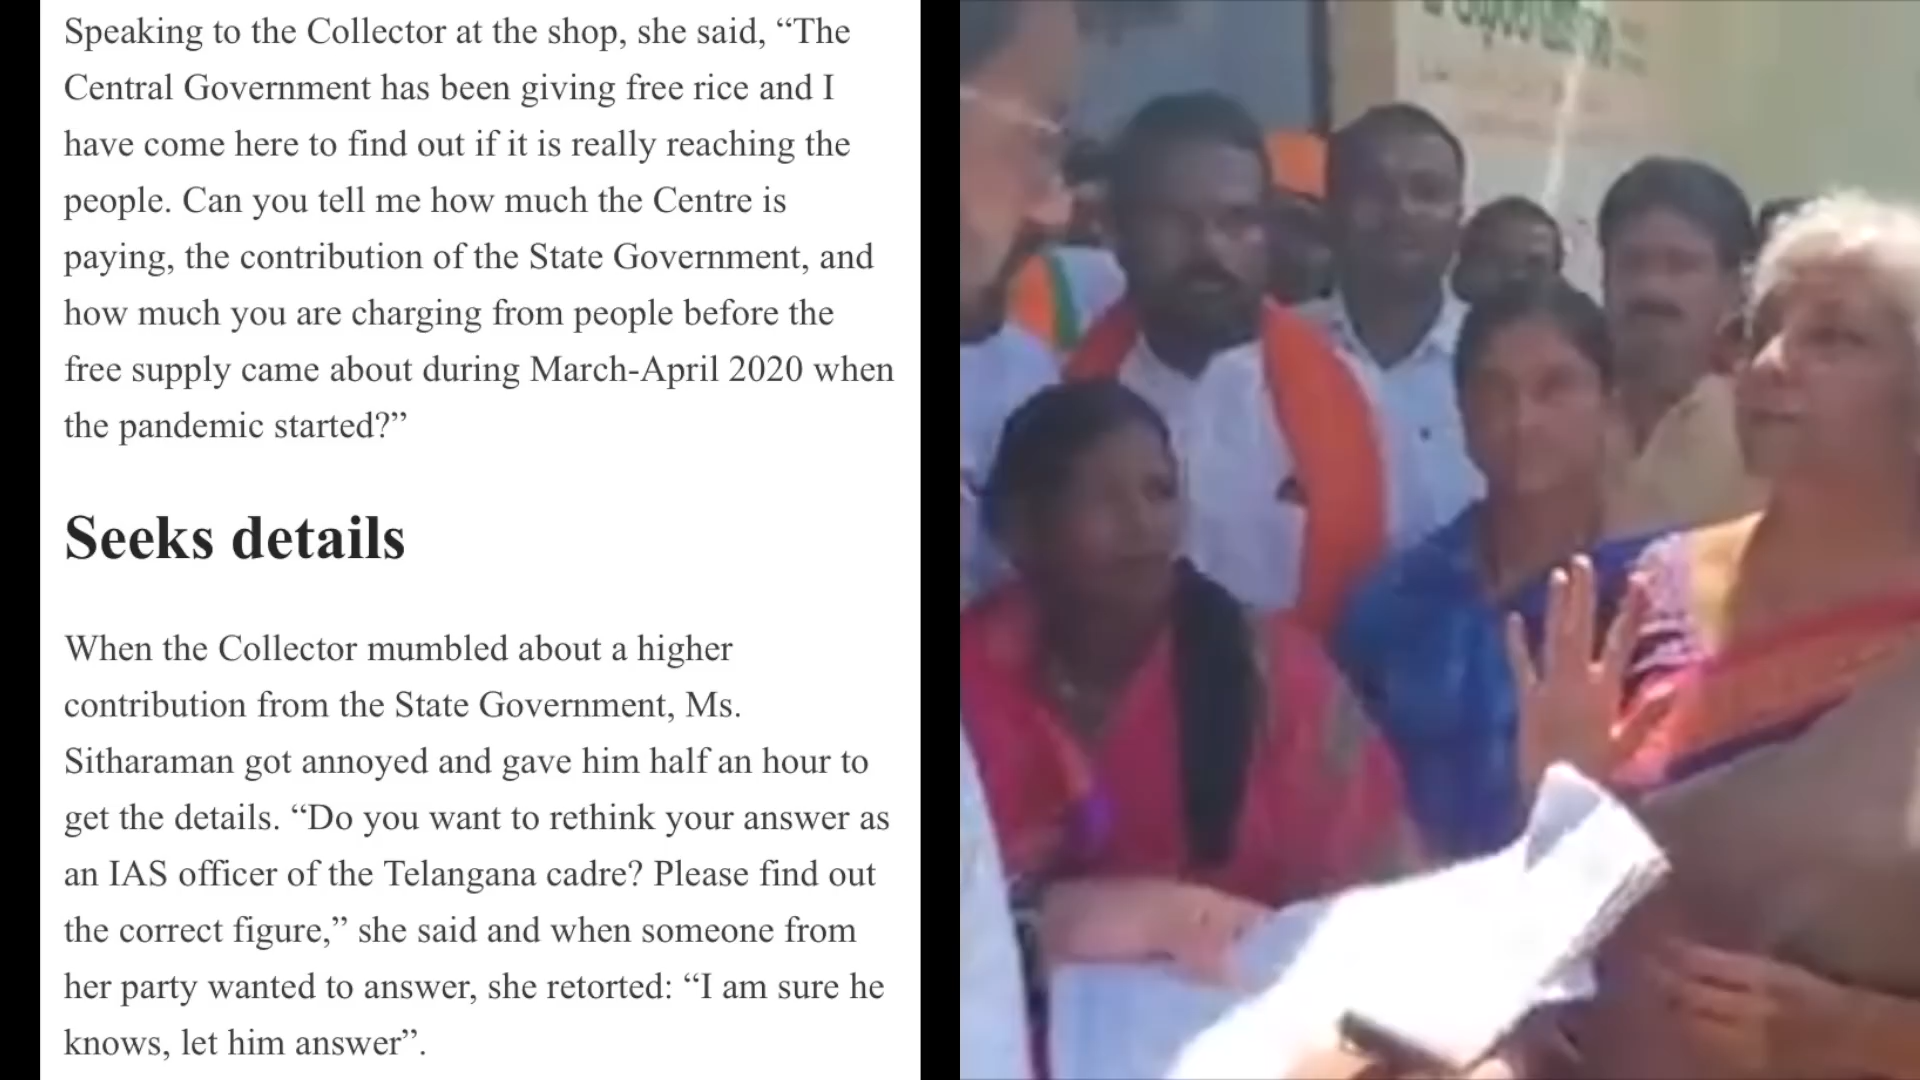 Speaking to the Collector at the shop, she said, “The
Central Government has been giving free rice and I
have come here to find out if it is really reaching the
people. Can you tell me how much the Centre is
paying, the contribution of the State Government, and
how much you are charging from people before the
free supply came about during March-April 2020 when
the pandemic started?”
Seeks details
When the Collector mumbled about a higher
contribution from the State Government, Ms.
Sitharaman got annoyed and gave him half an hour to
get the details. “Do you want to rethink your answer as
an IAS officer of the Telangana cadre? Please find out
the correct figure,” she said and when someone from
her party wanted to answer, she retorted: “I am sure he
knows, let him answer”.